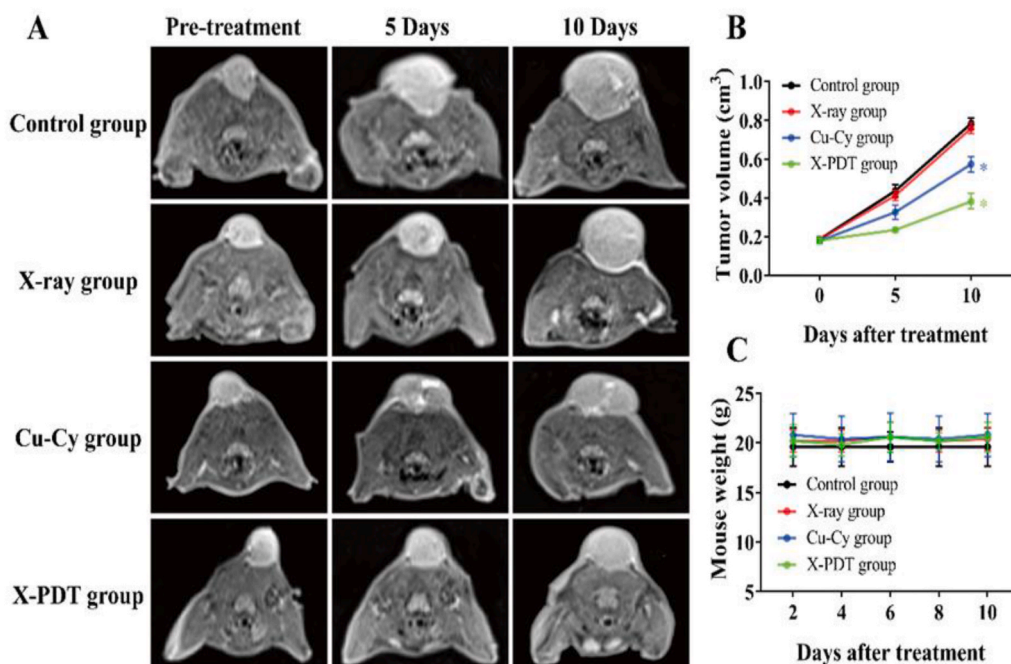 A
Pre-treatment
5 Days
10 Days
Control group
X-ray group
Cu-Cy group
X-PDT group
B
Tumor volume (cm³)
1.0
0.8
0.6
0.4
0.2
0.0
Control group
X-ray group
Cu-Cy group
X-PDT group
*
*
0
5
10
Days after treatment
C
Mouse weight (g)
25
20
15
10
5
Control group
X-ray group
Cu-Cy group
X-PDT group
2
4
6
8
10
Days after treatment